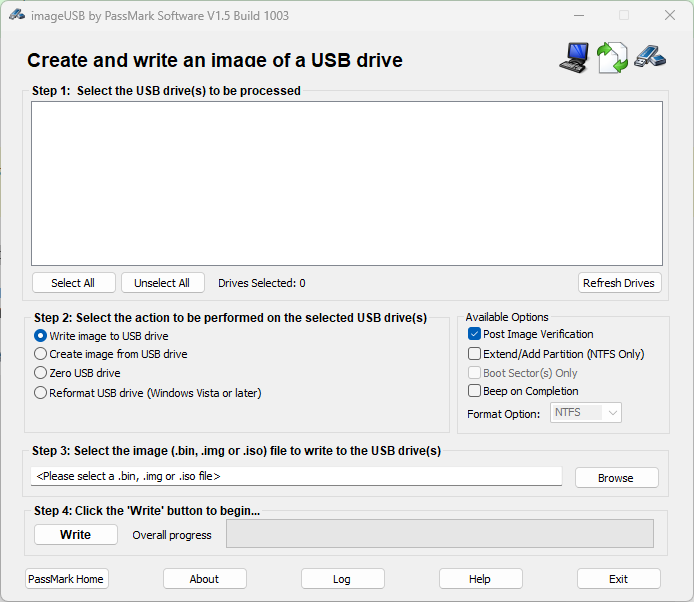 imageUSB by PassMark Software V1.5 Build 1003
Create and write an image of a USB drive
Step 1:  Select the USB drive(s) to be processed
Select All
Unselect All
Drives Selected: 0
Refresh Drives
Step 2: Select the action to be performed on the selected USB drive(s)
Write image to USB drive
Create image from USB drive
Zero USB drive
Reformat USB drive (Windows Vista or later)
Available Options
Post Image Verification
Extend/Add Partition (NTFS Only)
Boot Sector(s) Only
Beep on Completion
Format Option:
NTFS
Step 3: Select the image (.bin, .img or .iso) file to write to the USB drive(s)
<Please select a .bin, .img or .iso file>
Browse
Step 4: Click the 'Write' button to begin...
Write
Overall progress
PassMark Home
About
Log
Help
Exit